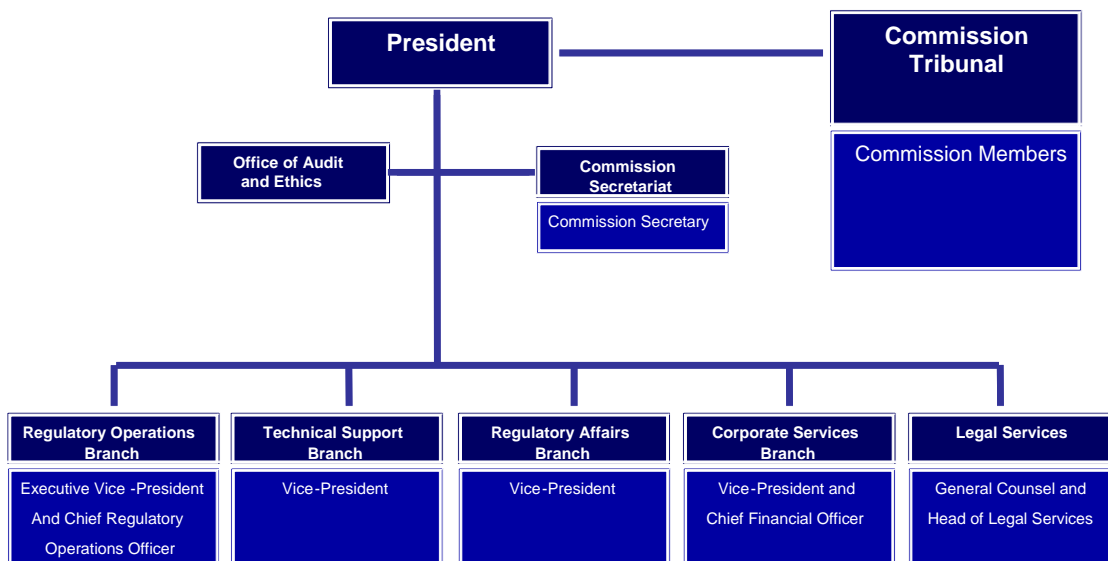 President
Commission
Tribunal
Commission Members
Office of Audit
and Ethics
Commission
Secretariat
Commission Secretary
Regulatory Operations
Branch
Executive Vice -President
And Chief Regulatory
Operations Officer
Technical Support
Branch
Vice-President
Regulatory Affairs
Branch
Vice-President
Corporate Services
Branch
Vice-President and
Chief Financial Officer
Legal Services
General Counsel and
Head of Legal Services